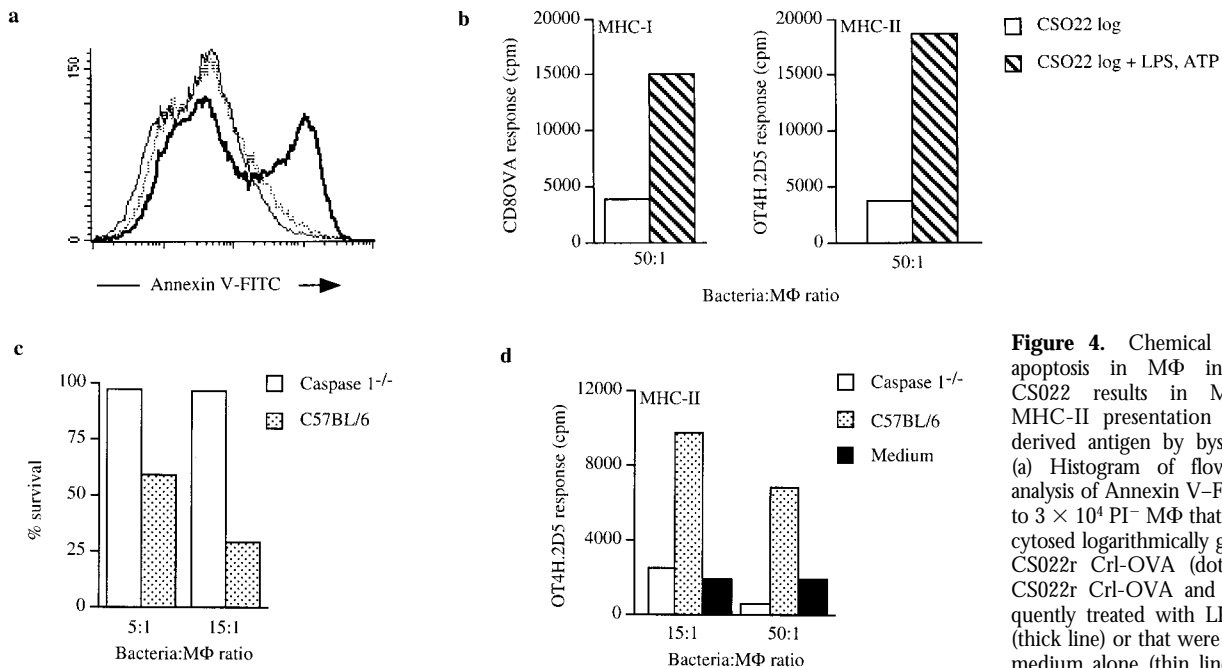 a
150
0
Annexin V-FITC
b
MHC-I
20000
15000
10000
5000
0
CD8OVA response (cpm)
50:1
MHC-II
20000
15000
10000
5000
0
OT4H.2D5 response (cpm)
50:1
Bacteria:MΦ ratio
CSO22 log
CSO22 log + LPS, ATP
c
100
75
50
25
0
% survival
5:1
15:1
Bacteria:MΦ ratio
Caspase 1-/-
C57BL/6
d
MHC-II
12000
8000
4000
0
OT4H.2D5 response (cpm)
15:1
50:1
Bacteria:MΦ ratio
Caspase 1-/-
C57BL/6
Medium
Figure 4. Chemical
apoptosis in MΦ in
CS022 results in M
MHC-II presentation
derived antigen by bys
(a) Histogram of flow
analysis of Annexin V–F
to 3 × 10⁴ PI⁻ MΦ that
cytosed logarithmically g
CS022r Crl-OVA (dot
CS022r Crl-OVA and
quently treated with LI
(thick line) or that were
medium alone (thin line